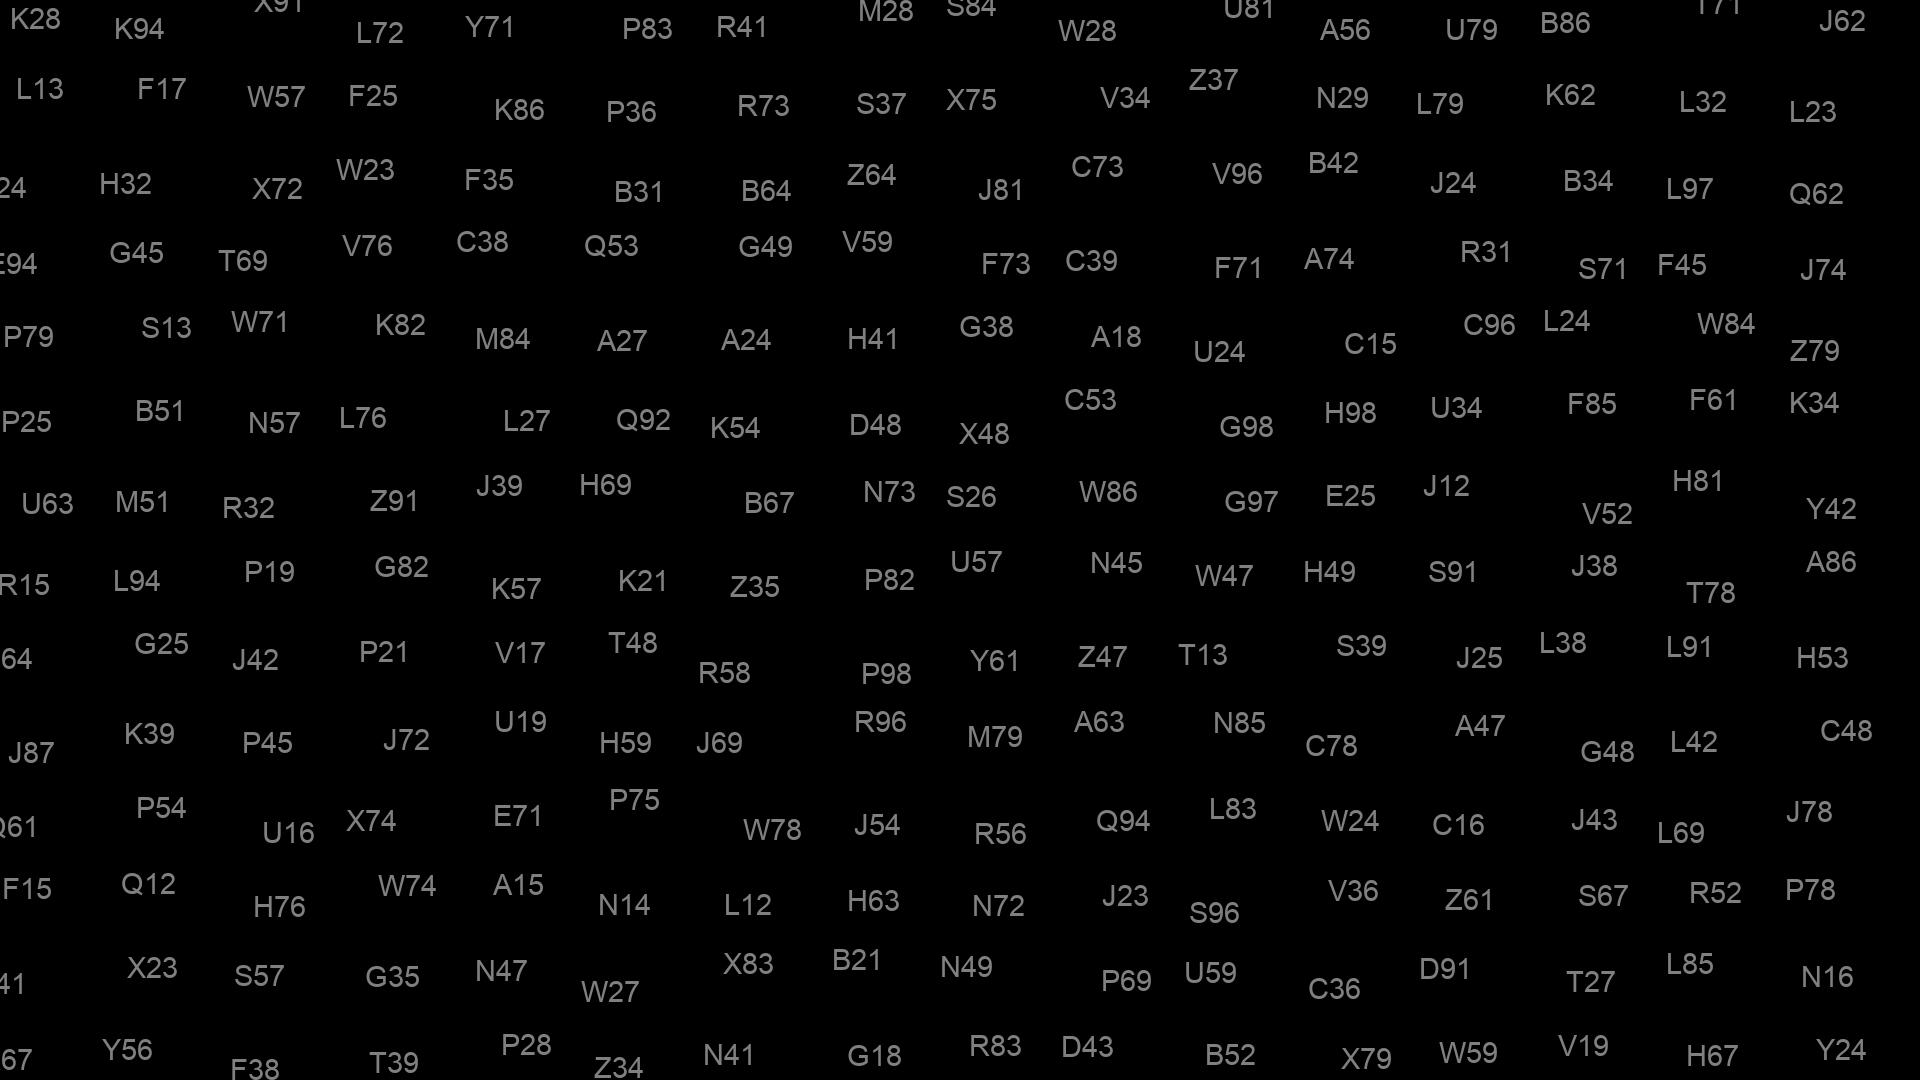 K28 K94 X91 L72 Y71 P83 R41 M28 S84 W28 U81 A56 U79 B86 T71 J62
L13 F17 W57 F25 K86 P36 R73 S37 X75 V34 Z37 N29 L79 K62 L32 L23
24 H32 X72 W23 F35 B31 B64 Z64 J81 C73 V96 B42 J24 B34 L97 Q62
E94 G45 T69 V76 C38 Q53 G49 V59 F73 C39 F71 A74 R31 S71 F45 J74
P79 S13 W71 K82 M84 A27 A24 H41 G38 A18 U24 C15 C96 L24 W84 Z79
P25 B51 N57 L76 L27 Q92 K54 D48 X48 C53 G98 H98 U34 F85 F61 K34
U63 M51 R32 Z91 J39 H69 B67 N73 S26 W86 G97 E25 J12 V52 H81 Y42
R15 L94 P19 G82 K57 K21 Z35 P82 U57 N45 W47 H49 S91 J38 T78 A86
64 G25 J42 P21 V17 T48 R58 P98 Y61 Z47 T13 S39 J25 L38 L91 H53
J87 K39 P45 J72 U19 H59 J69 R96 M79 A63 N85 C78 A47 G48 L42 C48
Q61 P54 U16 X74 E71 P75 W78 J54 R56 Q94 L83 W24 C16 J43 L69 J78
F15 Q12 H76 W74 A15 N14 L12 H63 N72 J23 S96 V36 Z61 S67 R52 P78
41 X23 S57 G35 N47 W27 X83 B21 N49 P69 U59 C36 D91 T27 L85 N16
67 Y56 F38 T39 P28 Z34 N41 G18 R83 D43 B52 X79 W59 V19 H67 Y24